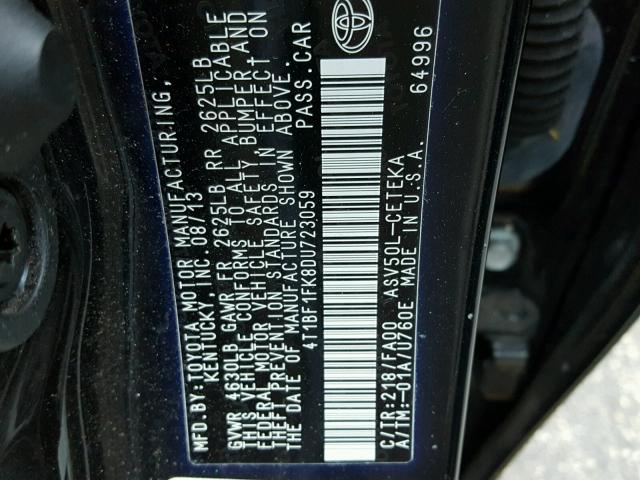 MFD.BY:TOYOTA MOTOR MANUFACTURING,
KENTUCKY, INC. 08/13
GVWR 4630LB GAWR FR 2625LB RR 2625LB
THIS VEHICLE CONFORMS TO ALL APPLICABLE
FEDERAL MOTOR VEHICLE SAFETY, BUMPER, AND
THEFT PREVENTION STANDARDS IN EFFECT ON
THE DATE OF MANUFACTURE SHOWN ABOVE.
4T1BF1FK8DU723059 PASS.CAR
C/TR:218/FA00 ASV50L-CETEKA
A/TM:-01A/U760E MADE IN U.S.A.
64996